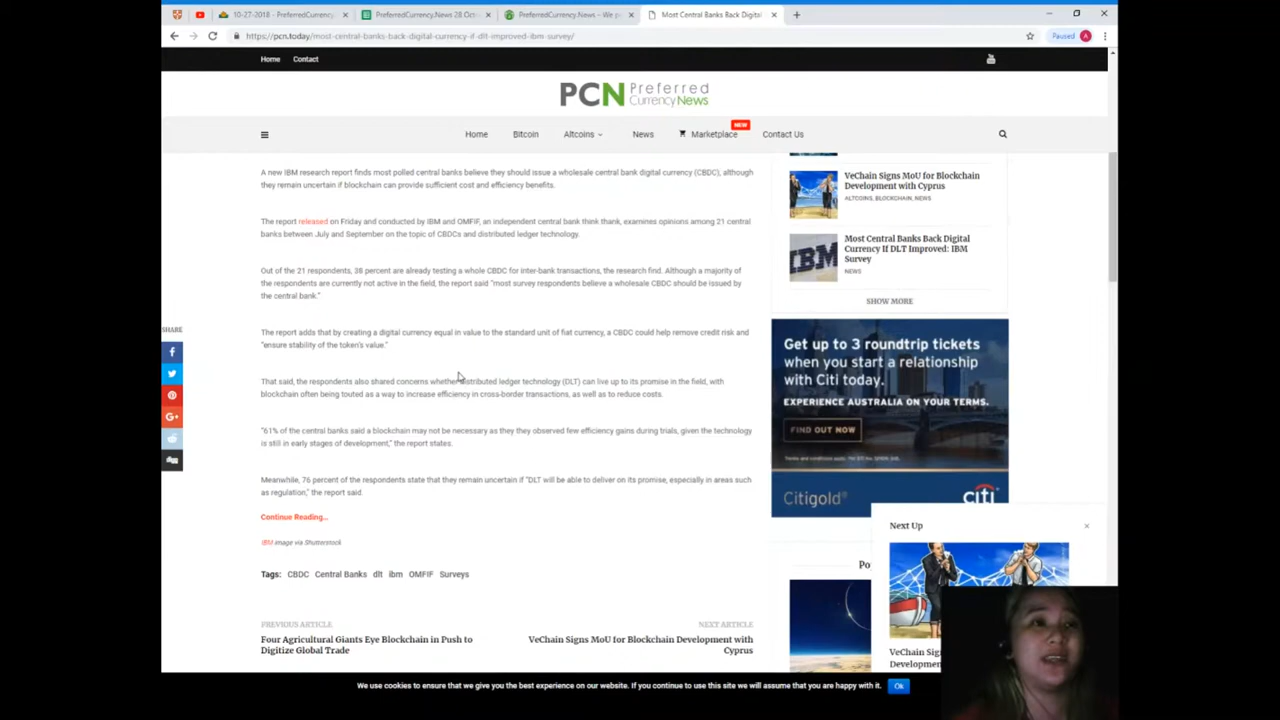 10-27-2018 - PreferredCurrency.
PreferredCurrency.News 28 Oct
PreferredCurrency.News – We p
Most Central Banks Back Digital
https://pcn.today/most-central-banks-back-digital-currency-if-dlt-improved-ibm-survey/
Paused
A
Home
Contact
PCN Preferred
CurrencyNews
Home
Bitcoin
Altcoins
News
Marketplace
NEW
Contact Us
A new IBM research report finds most polled central banks believe they should issue a wholesale central bank digital currency (CBDC), although
they remain uncertain if blockchain can provide sufficient cost and efficiency benefits.
The report released on Friday and conducted by IBM and OMFIF, an independent central bank think thank, examines opinions among 21 central
banks between July and September on the topic of CBDCs and distributed ledger technology.
Out of the 21 respondents, 38 percent are already testing a whole CBDC for inter-bank transactions, the research find. Although a majority of
the respondents are currently not active in the field, the report said "most survey respondents believe a wholesale CBDC should be issued by
the central bank."
The report adds that by creating a digital currency equal in value to the standard unit of fiat currency, a CBDC could help remove credit risk and
"ensure stability of the token's value."
That said, the respondents also shared concerns whether distributed ledger technology (DLT) can live up to its promise in the field, with
blockchain often being touted as a way to increase efficiency in cross-border transactions, as well as to reduce costs.
"61% of the central banks said a blockchain may not be necessary as they they observed few efficiency gains during trials, given the technology
is still in early stages of development," the report states.
Meanwhile, 76 percent of the respondents state that they remain uncertain if "DLT will be able to deliver on its promise, especially in areas such
as regulation," the report said.
Continue Reading...
IBM image via Shutterstock
Tags: CBDC Central Banks dlt ibm OMFIF Surveys
PREVIOUS ARTICLE
Four Agricultural Giants Eye Blockchain in Push to
Digitize Global Trade
NEXT ARTICLE
VeChain Signs MoU for Blockchain Development with
Cyprus
SHARE
VeChain Signs MoU for Blockchain
Development with Cyprus
ALTCOINS, BLOCKCHAIN, NEWS
IBM
Most Central Banks Back Digital
Currency If DLT Improved: IBM
Survey
NEWS
SHOW MORE
Get up to 3 roundtrip tickets
when you start a relationship
with Citi today.
EXPERIENCE AUSTRALIA ON YOUR TERMS.
FIND OUT NOW
Citigold
citi
Po
Next Up
VeChain Sig
Developmen
We use cookies to ensure that we give you the best experience on our website. If you continue to use this site we will assume that you are happy with it.
Ok